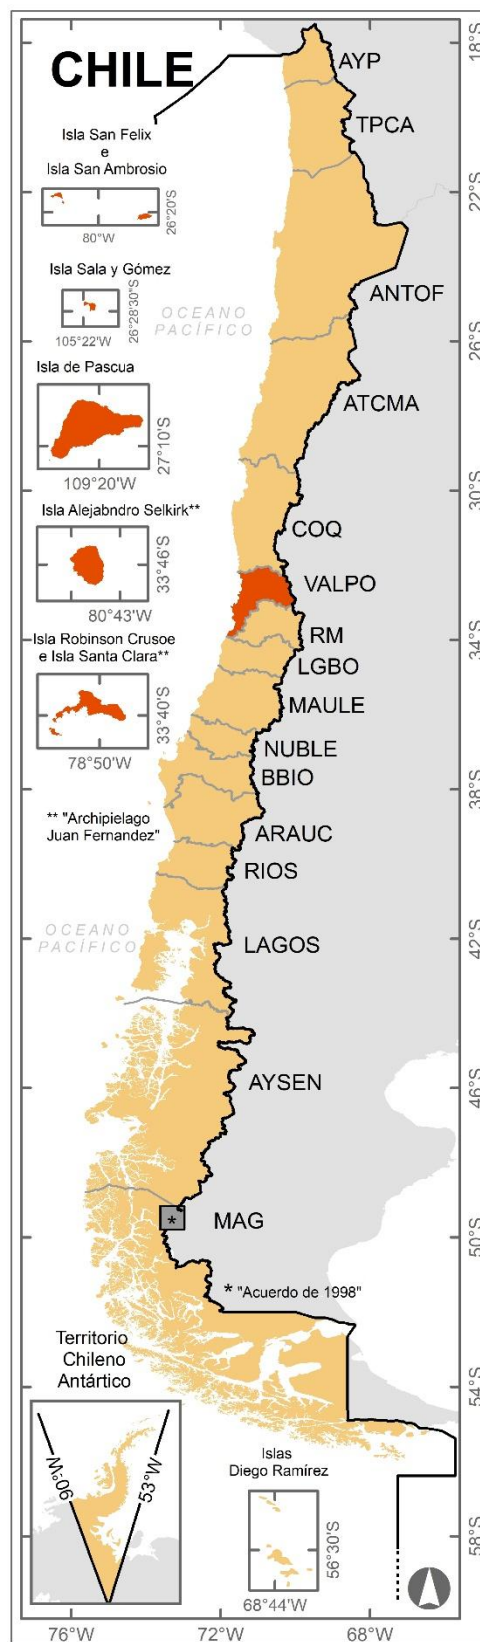 CHILE
AYP
18°S
TPCA
Isla San Felix
e
Isla San Ambrosio
26°20'S
80°W
22°S
Isla Sala y Gómez
26°28'30"S
105°22'W
OCEANO
PACÍFICO
ANTOF
26°S
Isla de Pascua
27°10'S
109°20'W
ATCMA
30°S
Isla Alejabndro Selkirk**
33°46'S
80°43'W
COQ
VALPO
Isla Robinson Crusoe
e Isla Santa Clara**
33°40'S
78°50'W
RM
34°S
LGBO
MAULE
NUBLE
BBIO
38°S
** "Archipielago
Juan Fernandez"
ARAUC
RIOS
OCEANO
PACÍFICO
LAGOS
42°S
AYSEN
46°S
*
MAG
50°S
* "Acuerdo de 1998"
Territorio
Chileno
Antártico
54°S
90°W
53°W
Islas
Diego Ramírez
56°30'S
68°44'W
58°S
76°W
72°W
68°W